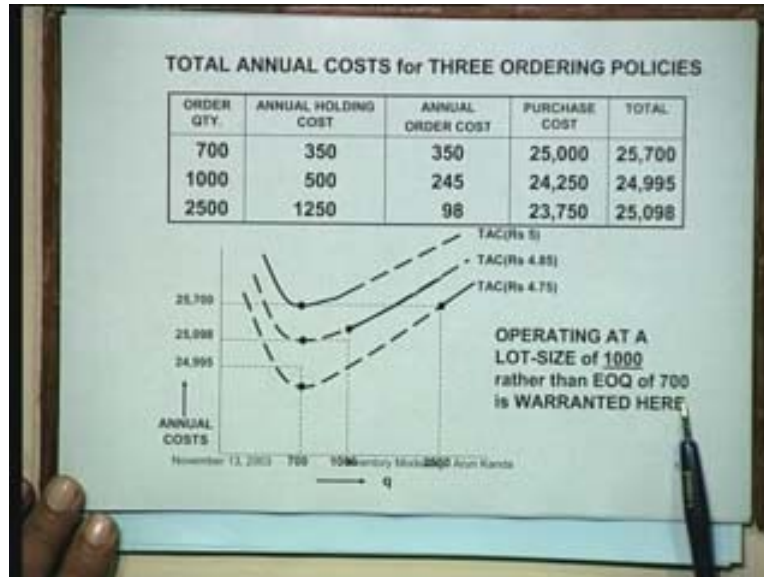 TOTAL ANNUAL COSTS for THREE ORDERING POLICIES
ORDER QTY. ANNUAL HOLDING COST ANNUAL ORDER COST PURCHASE COST TOTAL
700 350 350 25,000 25,700
1000 500 245 24,250 24,995
2500 1250 98 23,750 25,098
TAC(Rs 5)
TAC(Rs 4.85)
TAC(Rs 4.75)
25,700
25,098
24,995
OPERATING AT A
LOT-SIZE of 1000
rather than EOQ of 700
is WARRANTED HERE
ANNUAL
COSTS
November 13, 2003 700 Arun Kanda
q